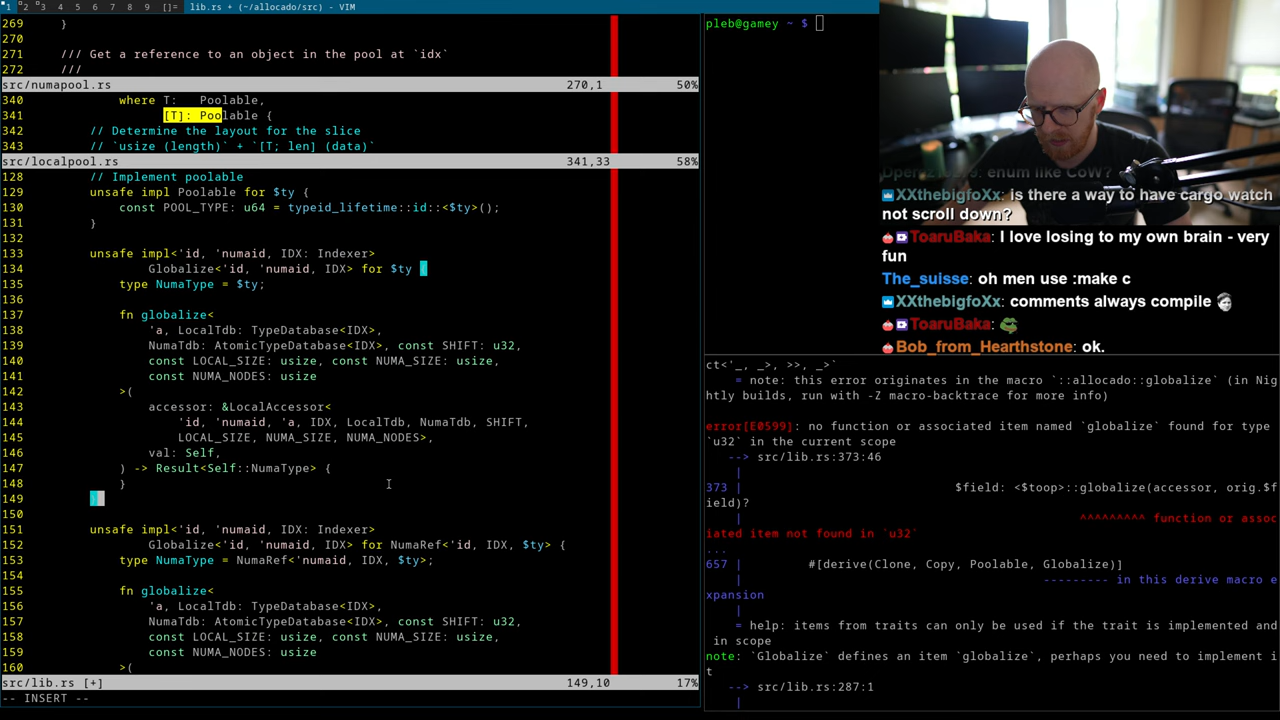 1 2 3 4 5 6 7 8 9 []= lib.rs + (~/allocado/src) - VIM
269 }
270
271 /// Get a reference to an object in the pool at `idx`
272 ///
src/numapool.rs 270,1 50%
340 where T: Poolable,
341 [T]: Poolable {
342 // Determine the layout for the slice
343 // `usize (length)` + `[T; len] (data)`
src/localpool.rs 341,33 58%
128 // Implement poolable
129 unsafe impl Poolable for $ty {
130 const POOL_TYPE: u64 = typeid_lifetime::id::<$ty>();
131 }
132
133 unsafe impl<'id, 'numaid, IDX: Indexer>
134 Globalize<'id, 'numaid, IDX> for $ty {
135 type NumaType = $ty;
136
137 fn globalize<
138 'a, LocalTdb: TypeDatabase<IDX>,
139 NumaTdb: AtomicTypeDatabase<IDX>, const SHIFT: u32,
140 const LOCAL_SIZE: usize, const NUMA_SIZE: usize,
141 const NUMA_NODES: usize
142 >(
143 accessor: &LocalAccessor<
144 'id, 'numaid, 'a, IDX, LocalTdb, NumaTdb, SHIFT,
145 LOCAL_SIZE, NUMA_SIZE, NUMA_NODES>,
146 val: Self,
147 ) -> Result<Self::NumaType> {
148 }
149 }
150
151 unsafe impl<'id, 'numaid, IDX: Indexer>
152 Globalize<'id, 'numaid, IDX> for NumaRef<'id, IDX, $ty> {
153 type NumaType = NumaRef<'numaid, IDX, $ty>;
154
155 fn globalize<
156 'a, LocalTdb: TypeDatabase<IDX>,
157 NumaTdb: AtomicTypeDatabase<IDX>, const SHIFT: u32,
158 const LOCAL_SIZE: usize, const NUMA_SIZE: usize,
159 const NUMA_NODES: usize
160 >(
src/lib.rs [+] 149,10 17%
-- INSERT --
pleb@gamey ~ $
enum like CoW?
XXthebigfoXx: is there a way to have cargo watch
not scroll down?
ToaruBaka: I love losing to my own brain - very
fun
The_suisse: oh men use :make c
XXthebigfoXx: comments always compile
ToaruBaka:
Bob_from_Hearthstone: ok.
ct<'_, _>, >>, _>`
= note: this error originates in the macro `::allocado::globalize` (in Nig
htly builds, run with -Z macro-backtrace for more info)
error[E0599]: no function or associated item named `globalize` found for type
`u32` in the current scope
--> src/lib.rs:373:46
|
373 | $field: <$toop>::globalize(accessor, orig.$f
ield)?
| ^^^^^^^^^ function or assoc
iated item not found in `u32`
...
657 | #[derive(Clone, Copy, Poolable, Globalize)]
| --------- in this derive macro e
xpansion
|
= help: items from traits can only be used if the trait is implemented and
in scope
note: `Globalize` defines an item `globalize`, perhaps you need to implement i
t
--> src/lib.rs:287:1
|